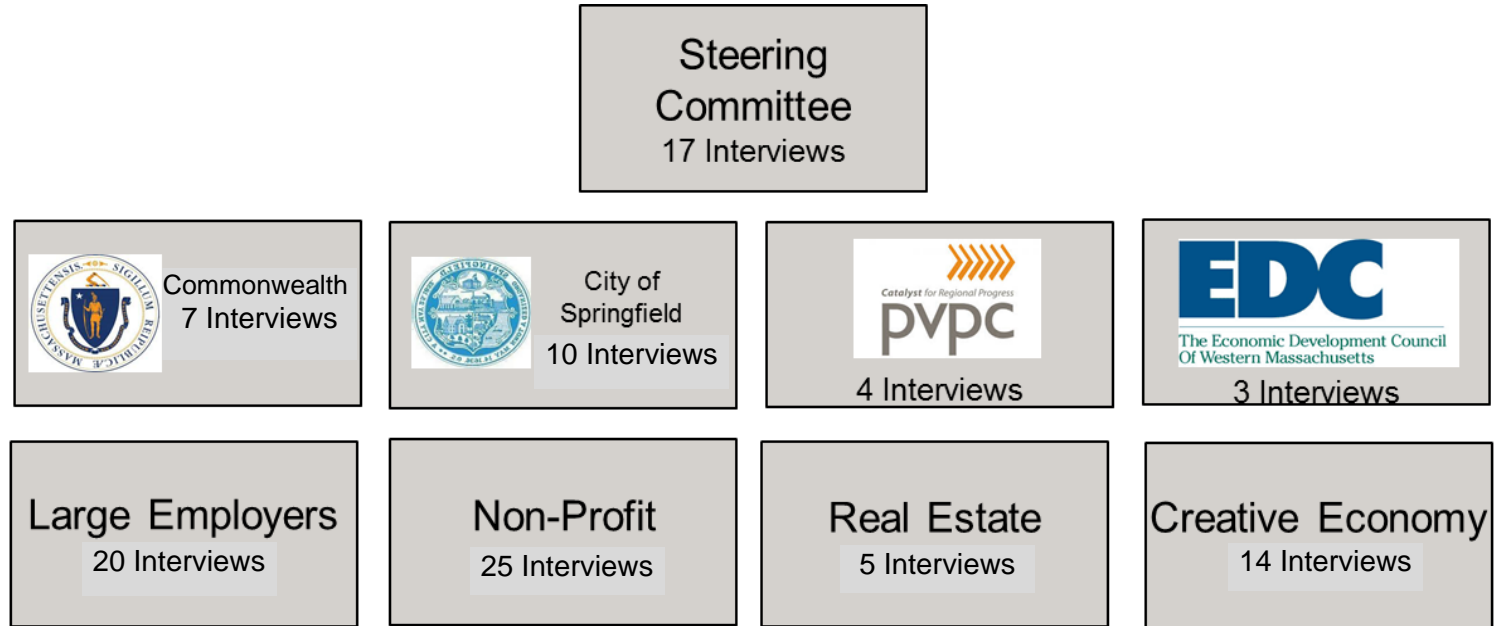 Steering
Committee
17 Interviews
Commonwealth
7 Interviews
City of
Springfield
10 Interviews
Catalyst for Regional Progress
pvpc
4 Interviews
EDC
The Economic Development Council
Of Western Massachusetts
3 Interviews
Large Employers
20 Interviews
Non-Profit
25 Interviews
Real Estate
5 Interviews
Creative Economy
14 Interviews